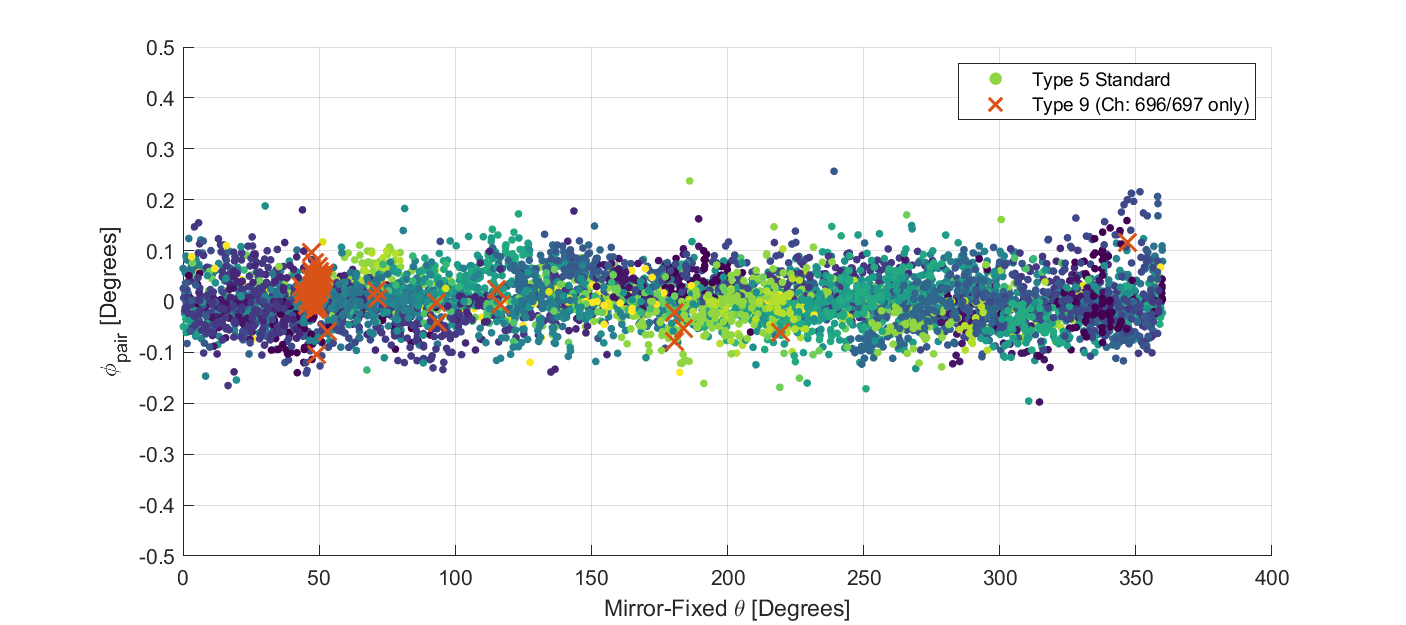 0.5
0.4
0.3
0.2
0.1
0
-0.1
-0.2
-0.3
-0.4
-0.5
ϕpair [Degrees]
Type 5 Standard
Type 9 (Ch: 696/697 only)
0 50 100 150 200 250 300 350 400
Mirror-Fixed θ [Degrees]